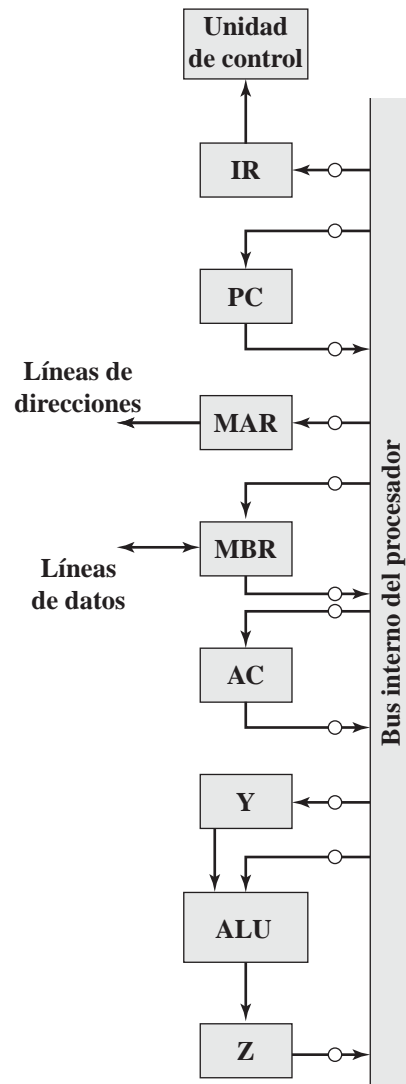 Unidad
de control
IR
PC
Líneas de
direcciones
MAR
MBR
Líneas
de datos
AC
Y
ALU
Z
Bus interno del procesador